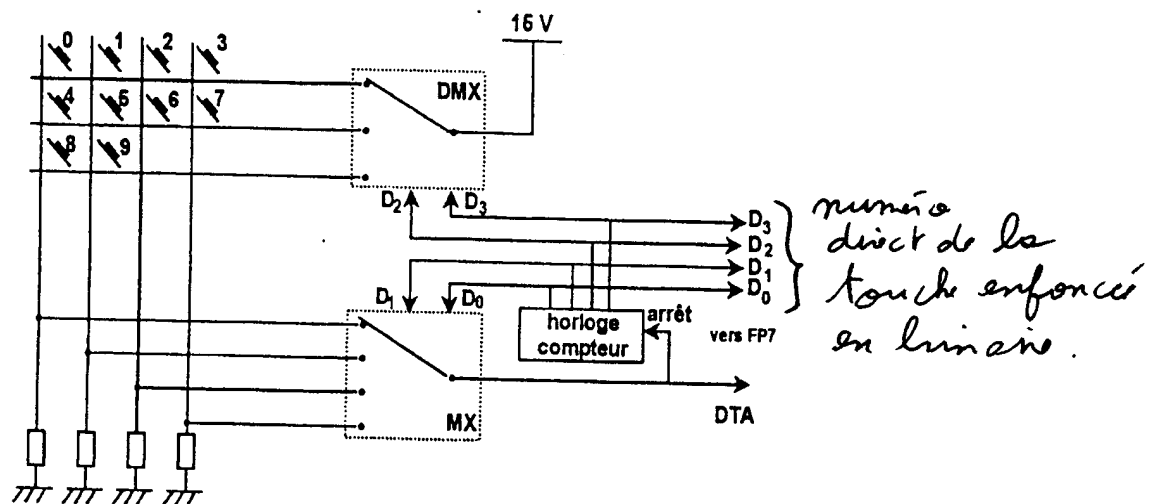 16 V
0 1 2 3
DMX
4 5 6 7
8 9
D2 D3
D3
D2
D1
D0
numéro
direct de la
touche enfoncée
en binaire.
D1 D0
horloge
compteur
arrêt
vers FP7
MX
DTA